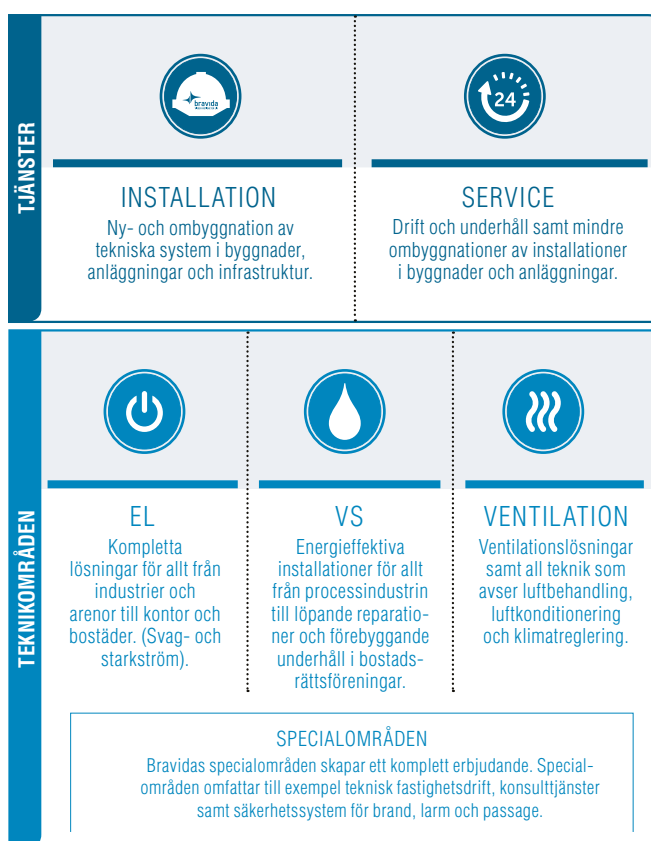 TJÄNSTER
bravida
24
INSTALLATION
Ny- och ombyggnation av
tekniska system i byggnader,
anläggningar och infrastruktur.
SERVICE
Drift och underhåll samt mindre
ombyggnationer av installationer
i byggnader och anläggningar.
TEKNIKOMRÅDEN
EL
Kompletta
lösningar för allt från
industrier och
arenor till kontor och
bostäder. (Svag- och
starkström).
VS
Energieffektiva
installationer för allt
från processindustrin
till löpande reparatio-
ner och förebyggande
underhåll i bostads-
rättsföreningar.
VENTILATION
Ventilationslösningar
samt all teknik som
avser luftbehandling,
luftkonditionering
och klimatreglering.
SPECIALOMRÅDEN
Bravidas specialområden skapar ett komplett erbjudande. Special-
områden omfattar till exempel teknisk fastighetsdrift, konsulttjänster
samt säkerhetssystem för brand, larm och passage.